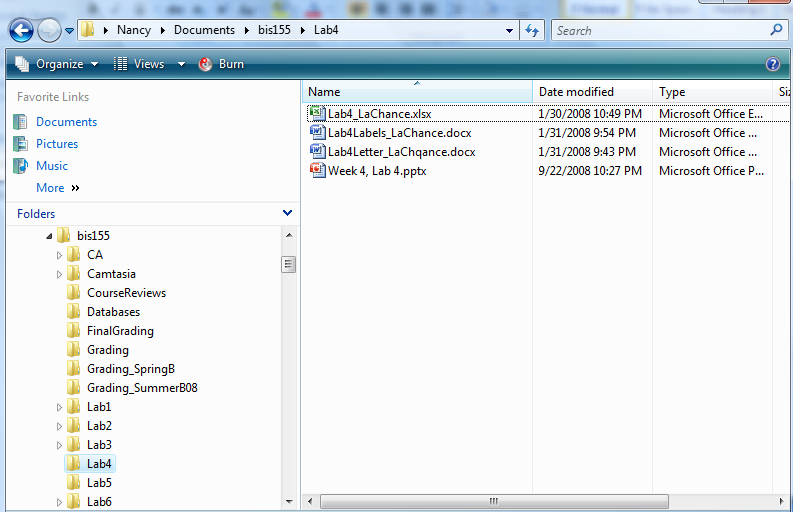 Nancy Documents bis155 Lab4 Search
Organize Views Burn
Favorite Links
Documents
Pictures
Music
More
Folders
bis155
CA
Camtasia
CourseReviews
Databases
FinalGrading
Grading
Grading_SpringB
Grading_SummerB08
Lab1
Lab2
Lab3
Lab4
Lab5
Lab6
Name Date modified Type Si
Lab4_LaChance.xlsx 1/30/2008 10:49 PM Microsoft Office E...
Lab4Labels_LaChance.docx 1/31/2008 9:54 PM Microsoft Office ...
Lab4Letter_LaChqance.docx 1/31/2008 9:43 PM Microsoft Office ...
Week 4, Lab 4.pptx 9/22/2008 10:27 PM Microsoft Office P...